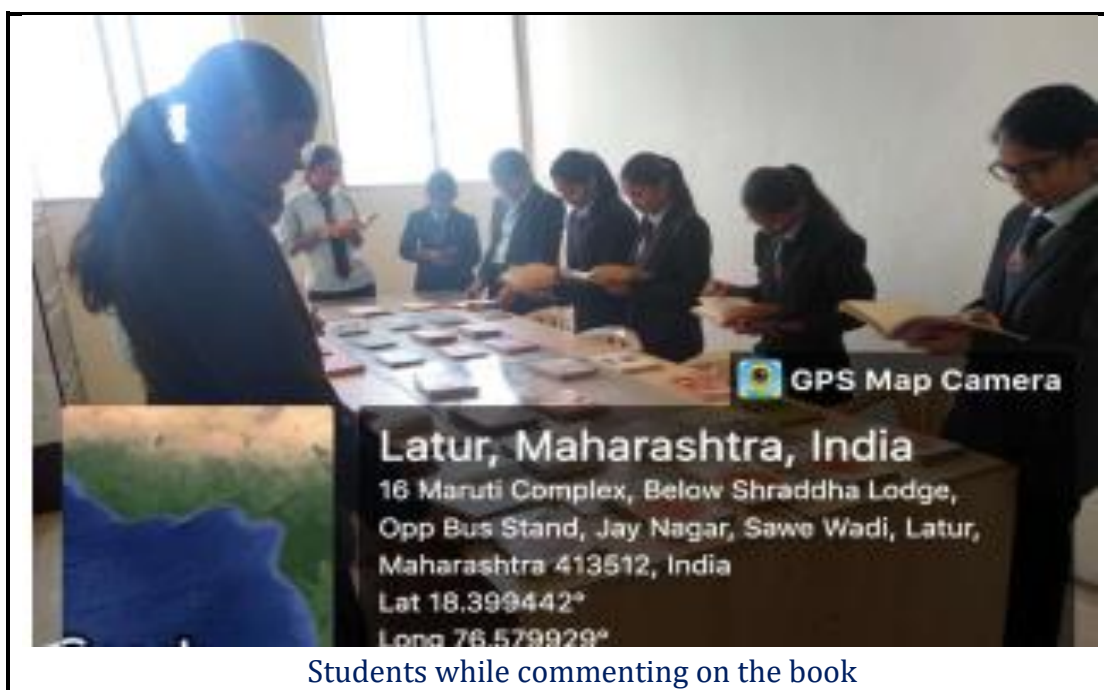 GPS Map Camera
Latur, Maharashtra, India
16 Maruti Complex, Below Shraddha Lodge,
Opp Bus Stand, Jay Nagar, Sawe Wadi, Latur,
Maharashtra 413512, India
Lat 18.399442°
Long 76.579929°
Students while commenting on the book